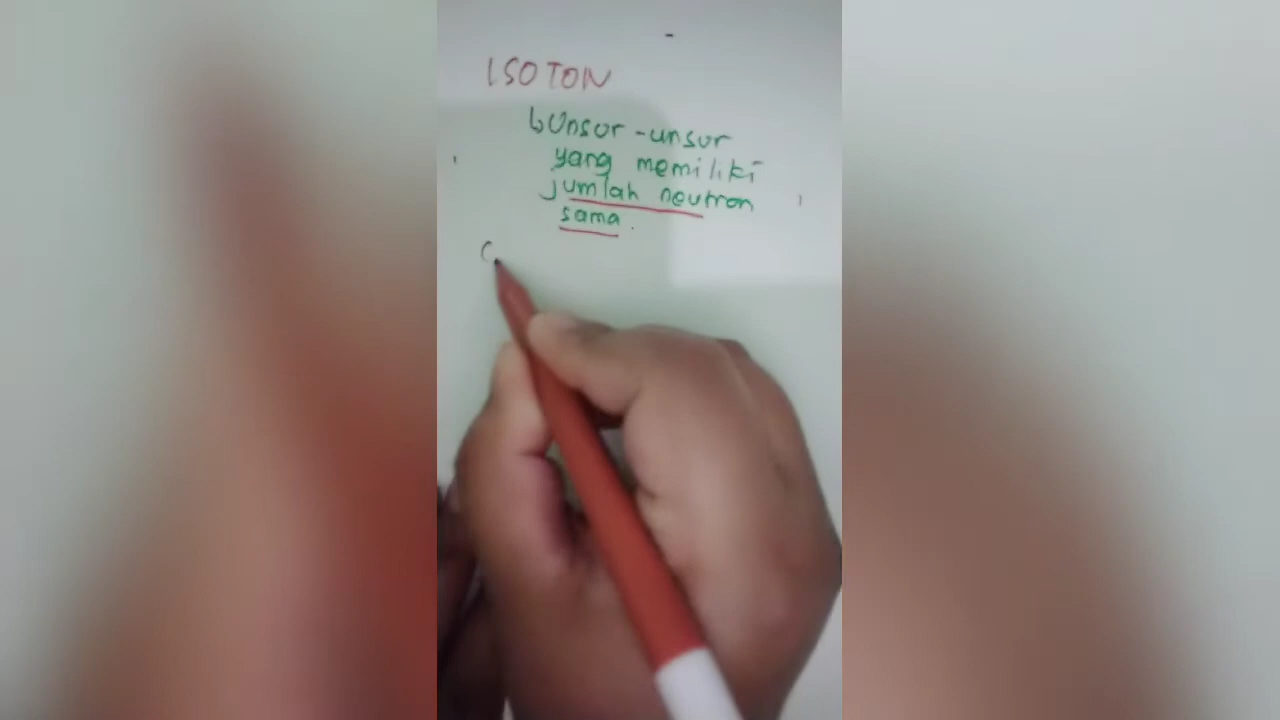 ISOTON
↳ Unsur-unsur
yang memiliki
jumlah neutron
sama.
C